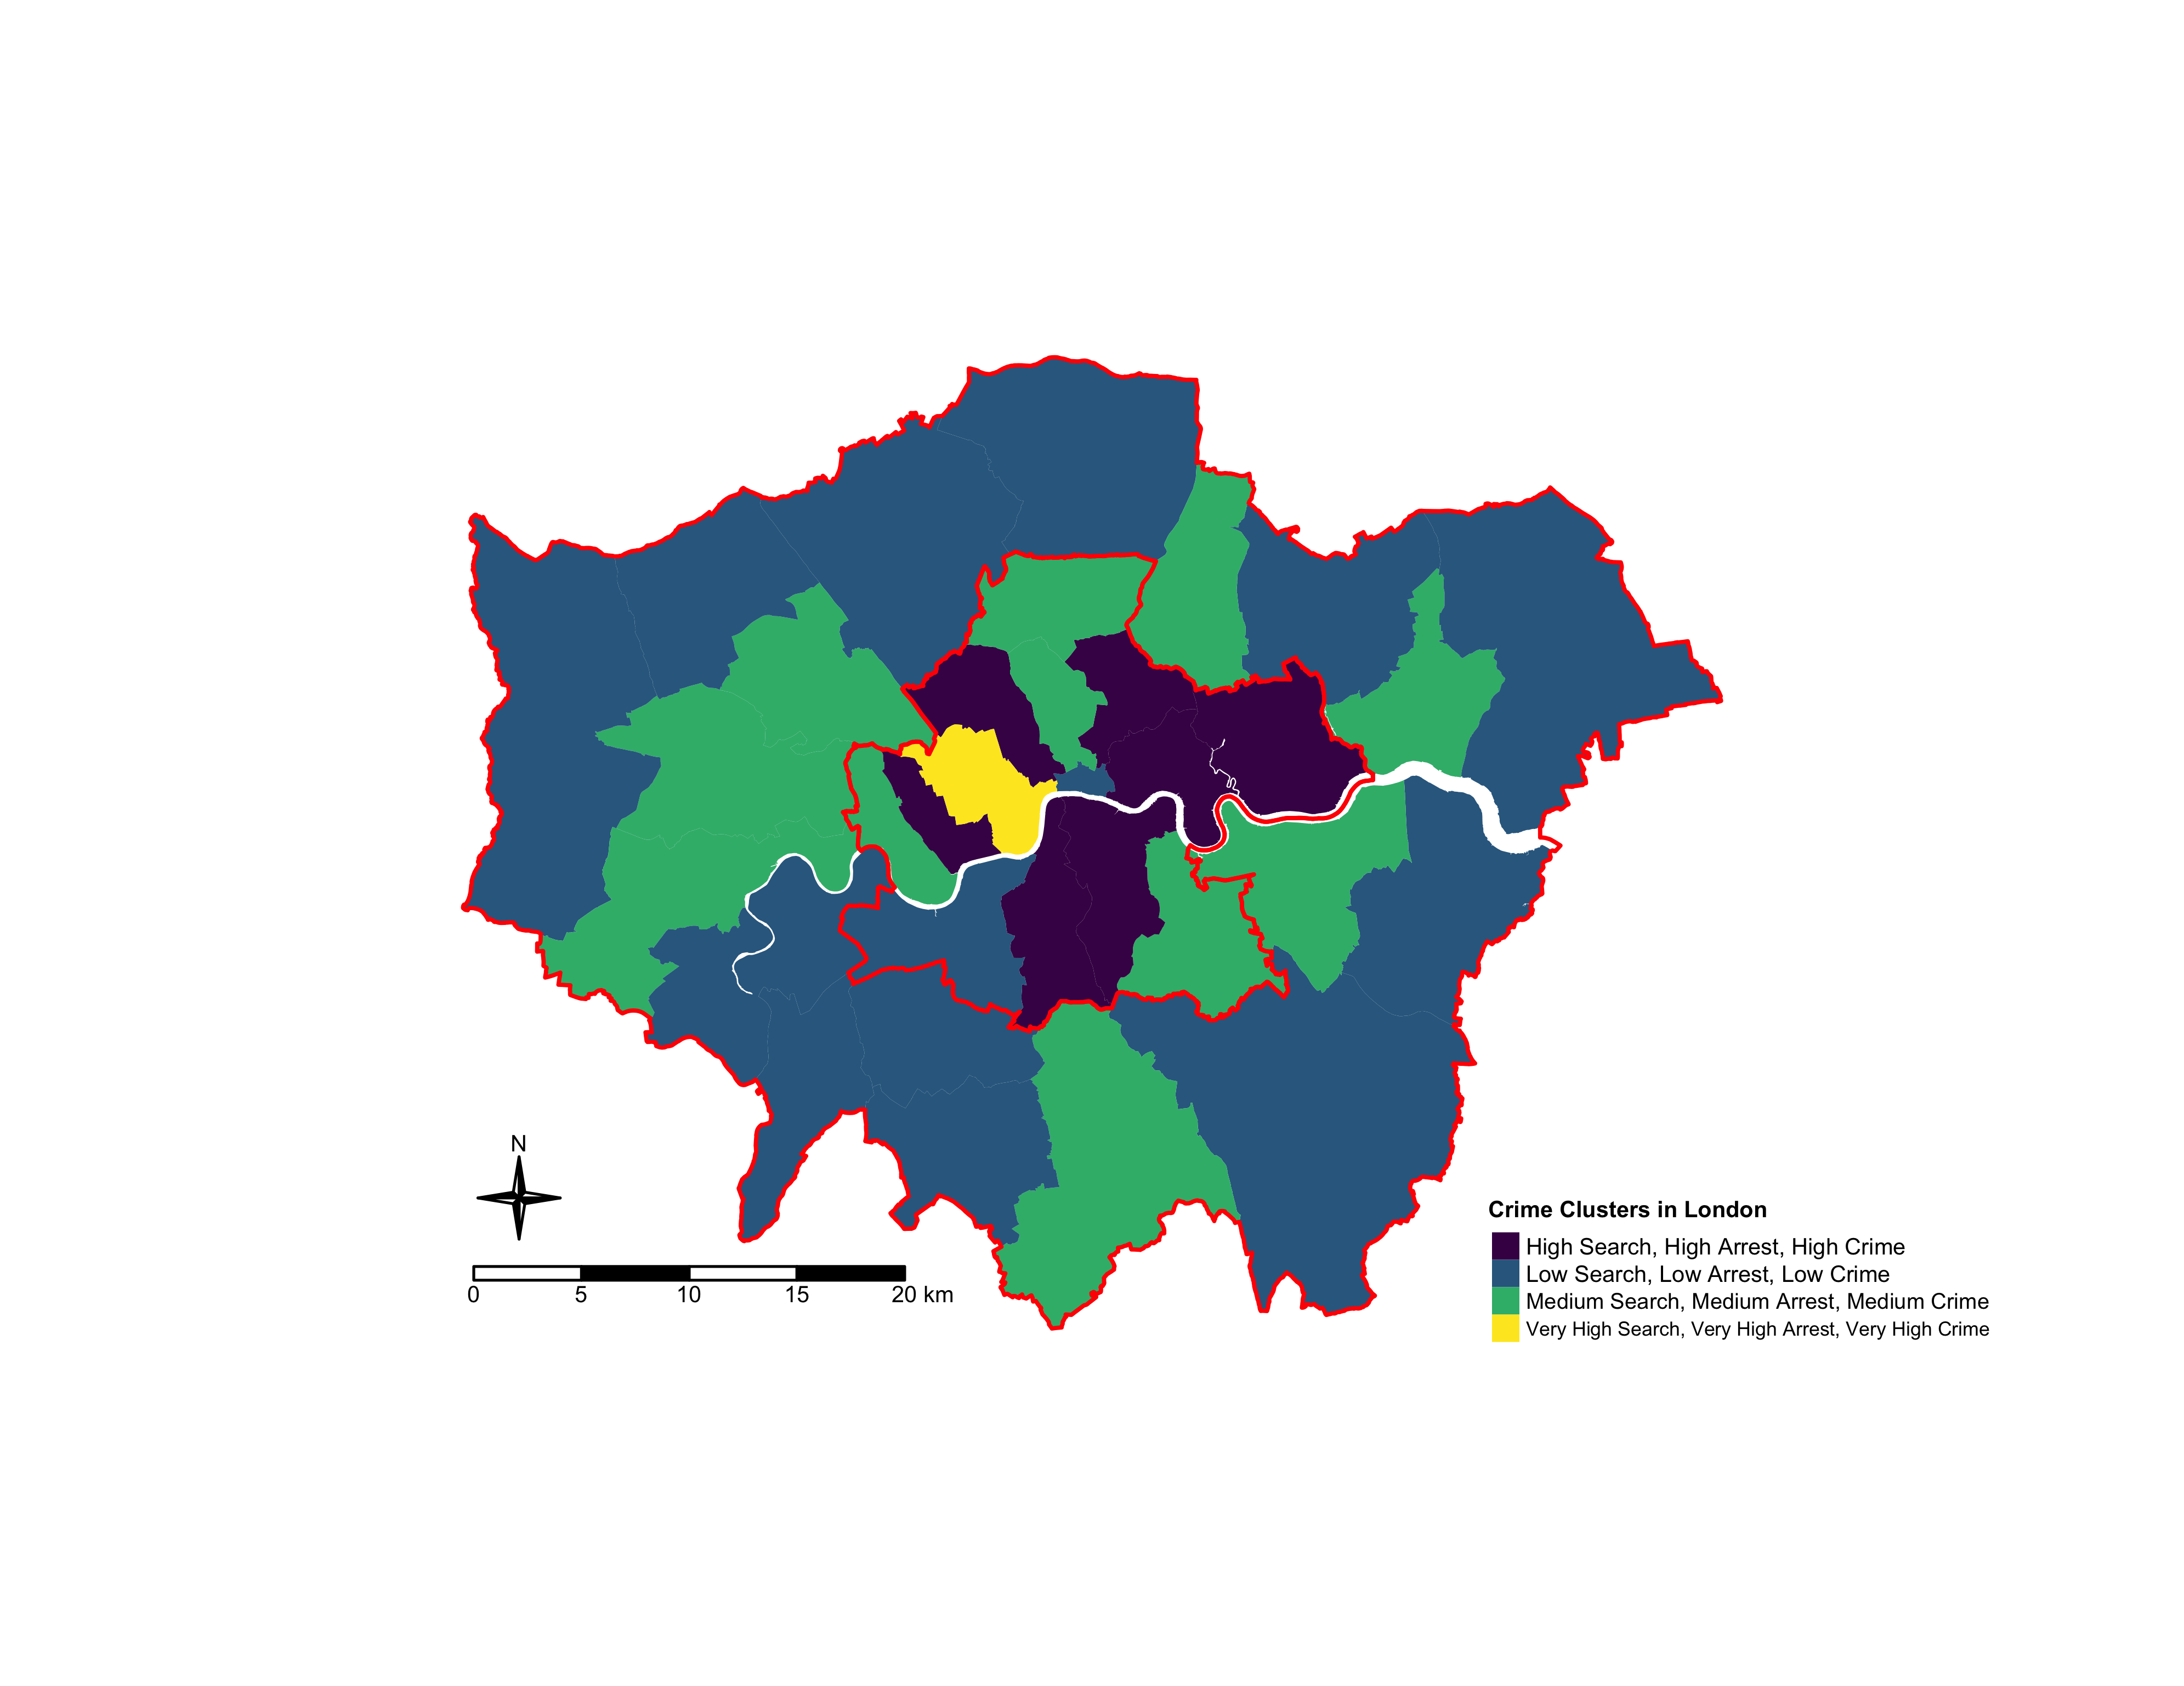 N
0 5 10 15 20 km
Crime Clusters in London
High Search, High Arrest, High Crime
Low Search, Low Arrest, Low Crime
Medium Search, Medium Arrest, Medium Crime
Very High Search, Very High Arrest, Very High Crime